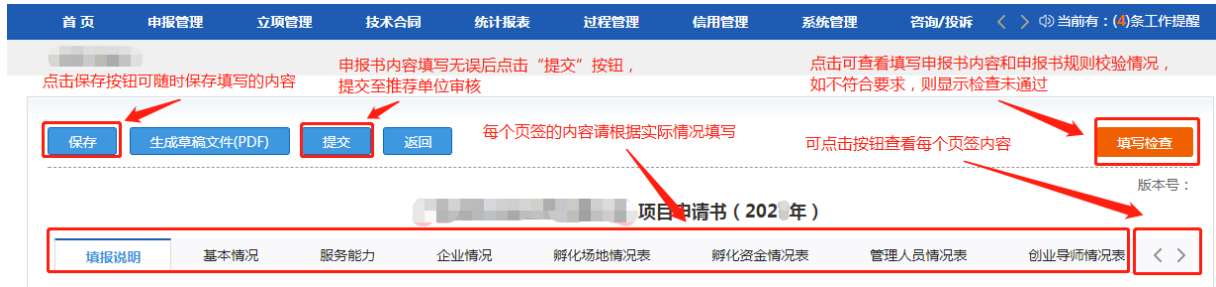 首页 申报管理 立项管理 技术合同 统计报表 过程管理 信用管理 系统管理 咨询/投诉 < > 当前有：(4)条工作提醒
点击保存按钮可随时保存填写的内容
申报书内容填写无误后点击“提交”按钮，
提交至推荐单位审核
点击可查看填写申报书内容和申报书规则校验情况，
如不符合要求，则显示检查未通过
每个页签的内容请根据实际情况填写
可点击按钮查看每个页签内容
保存 生成草稿文件(PDF) 提交 返回 填写检查
版本号：
项目申请书（202 年）
填报说明 基本情况 服务能力 企业情况 孵化场地情况表 孵化资金情况表 管理人员情况表 创业导师情况表 < >